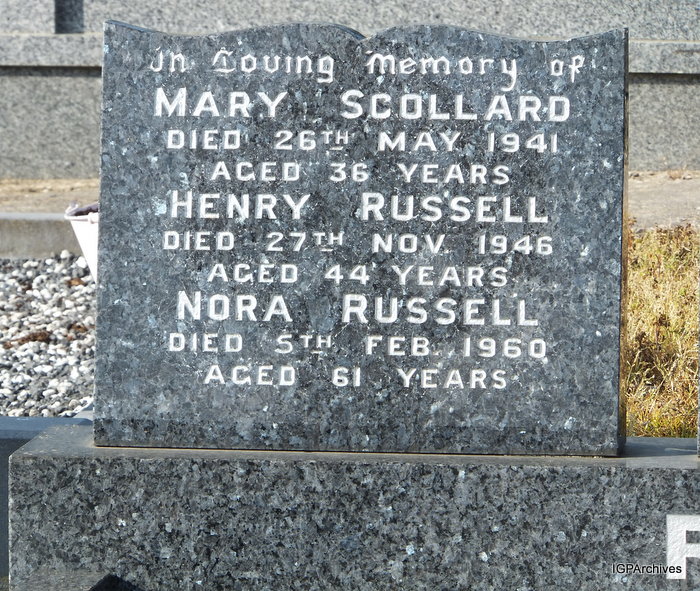 In Loving Memory of
MARY SCOLLARD
DIED 26TH MAY 1941
AGED 36 YEARS
HENRY RUSSELL
DIED 27TH NOV. 1946
AGED 44 YEARS
NORA RUSSELL
DIED 5TH FEB. 1960
AGED 61 YEARS
IGPArchives